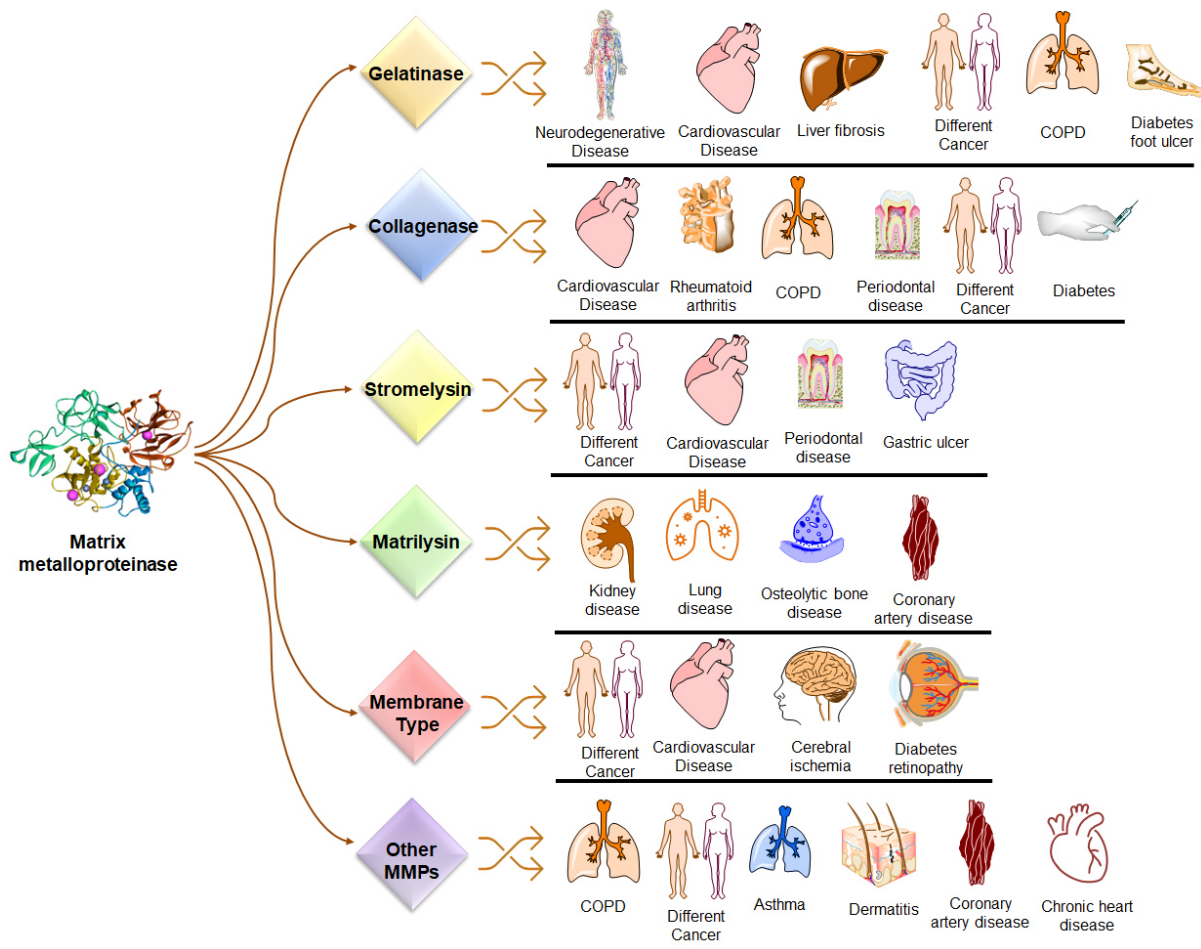 Matrix
metalloproteinase
Gelatinase
Neurodegenerative
Disease
Cardiovascular
Disease
Liver fibrosis
Different
Cancer
COPD
Diabetes
foot ulcer
Collagenase
Cardiovascular
Disease
Rheumatoid
arthritis
COPD
Periodontal
disease
Different
Cancer
Diabetes
Stromelysin
Different
Cancer
Cardiovascular
Disease
Periodontal
disease
Gastric ulcer
Matrilysin
Kidney
disease
Lung
disease
Osteolytic bone
disease
Coronary
artery disease
Membrane
Type
Different
Cancer
Cardiovascular
Disease
Cerebral
ischemia
Diabetes
retinopathy
Other
MMPs
COPD
Different
Cancer
Asthma
Dermatitis
Coronary
artery disease
Chronic heart
disease